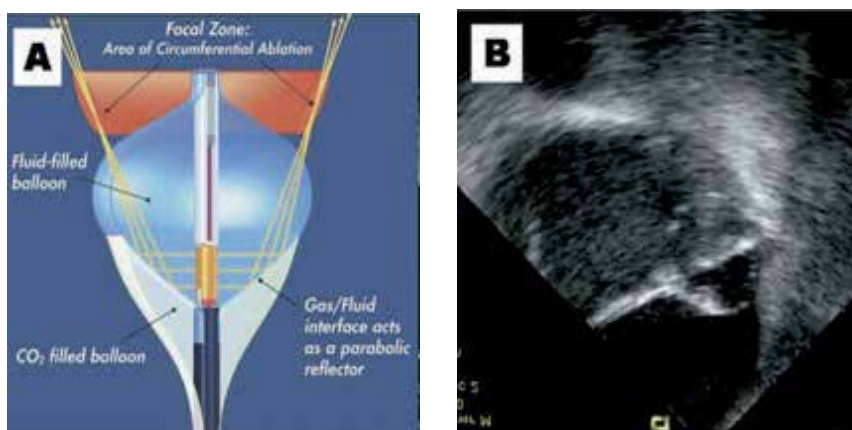 A
Focal Zone:
Area of Circumferential Ablation
Fluid-filled
balloon
Gas/Fluid
interface acts
as a parabolic
reflector
CO₂ filled balloon
B